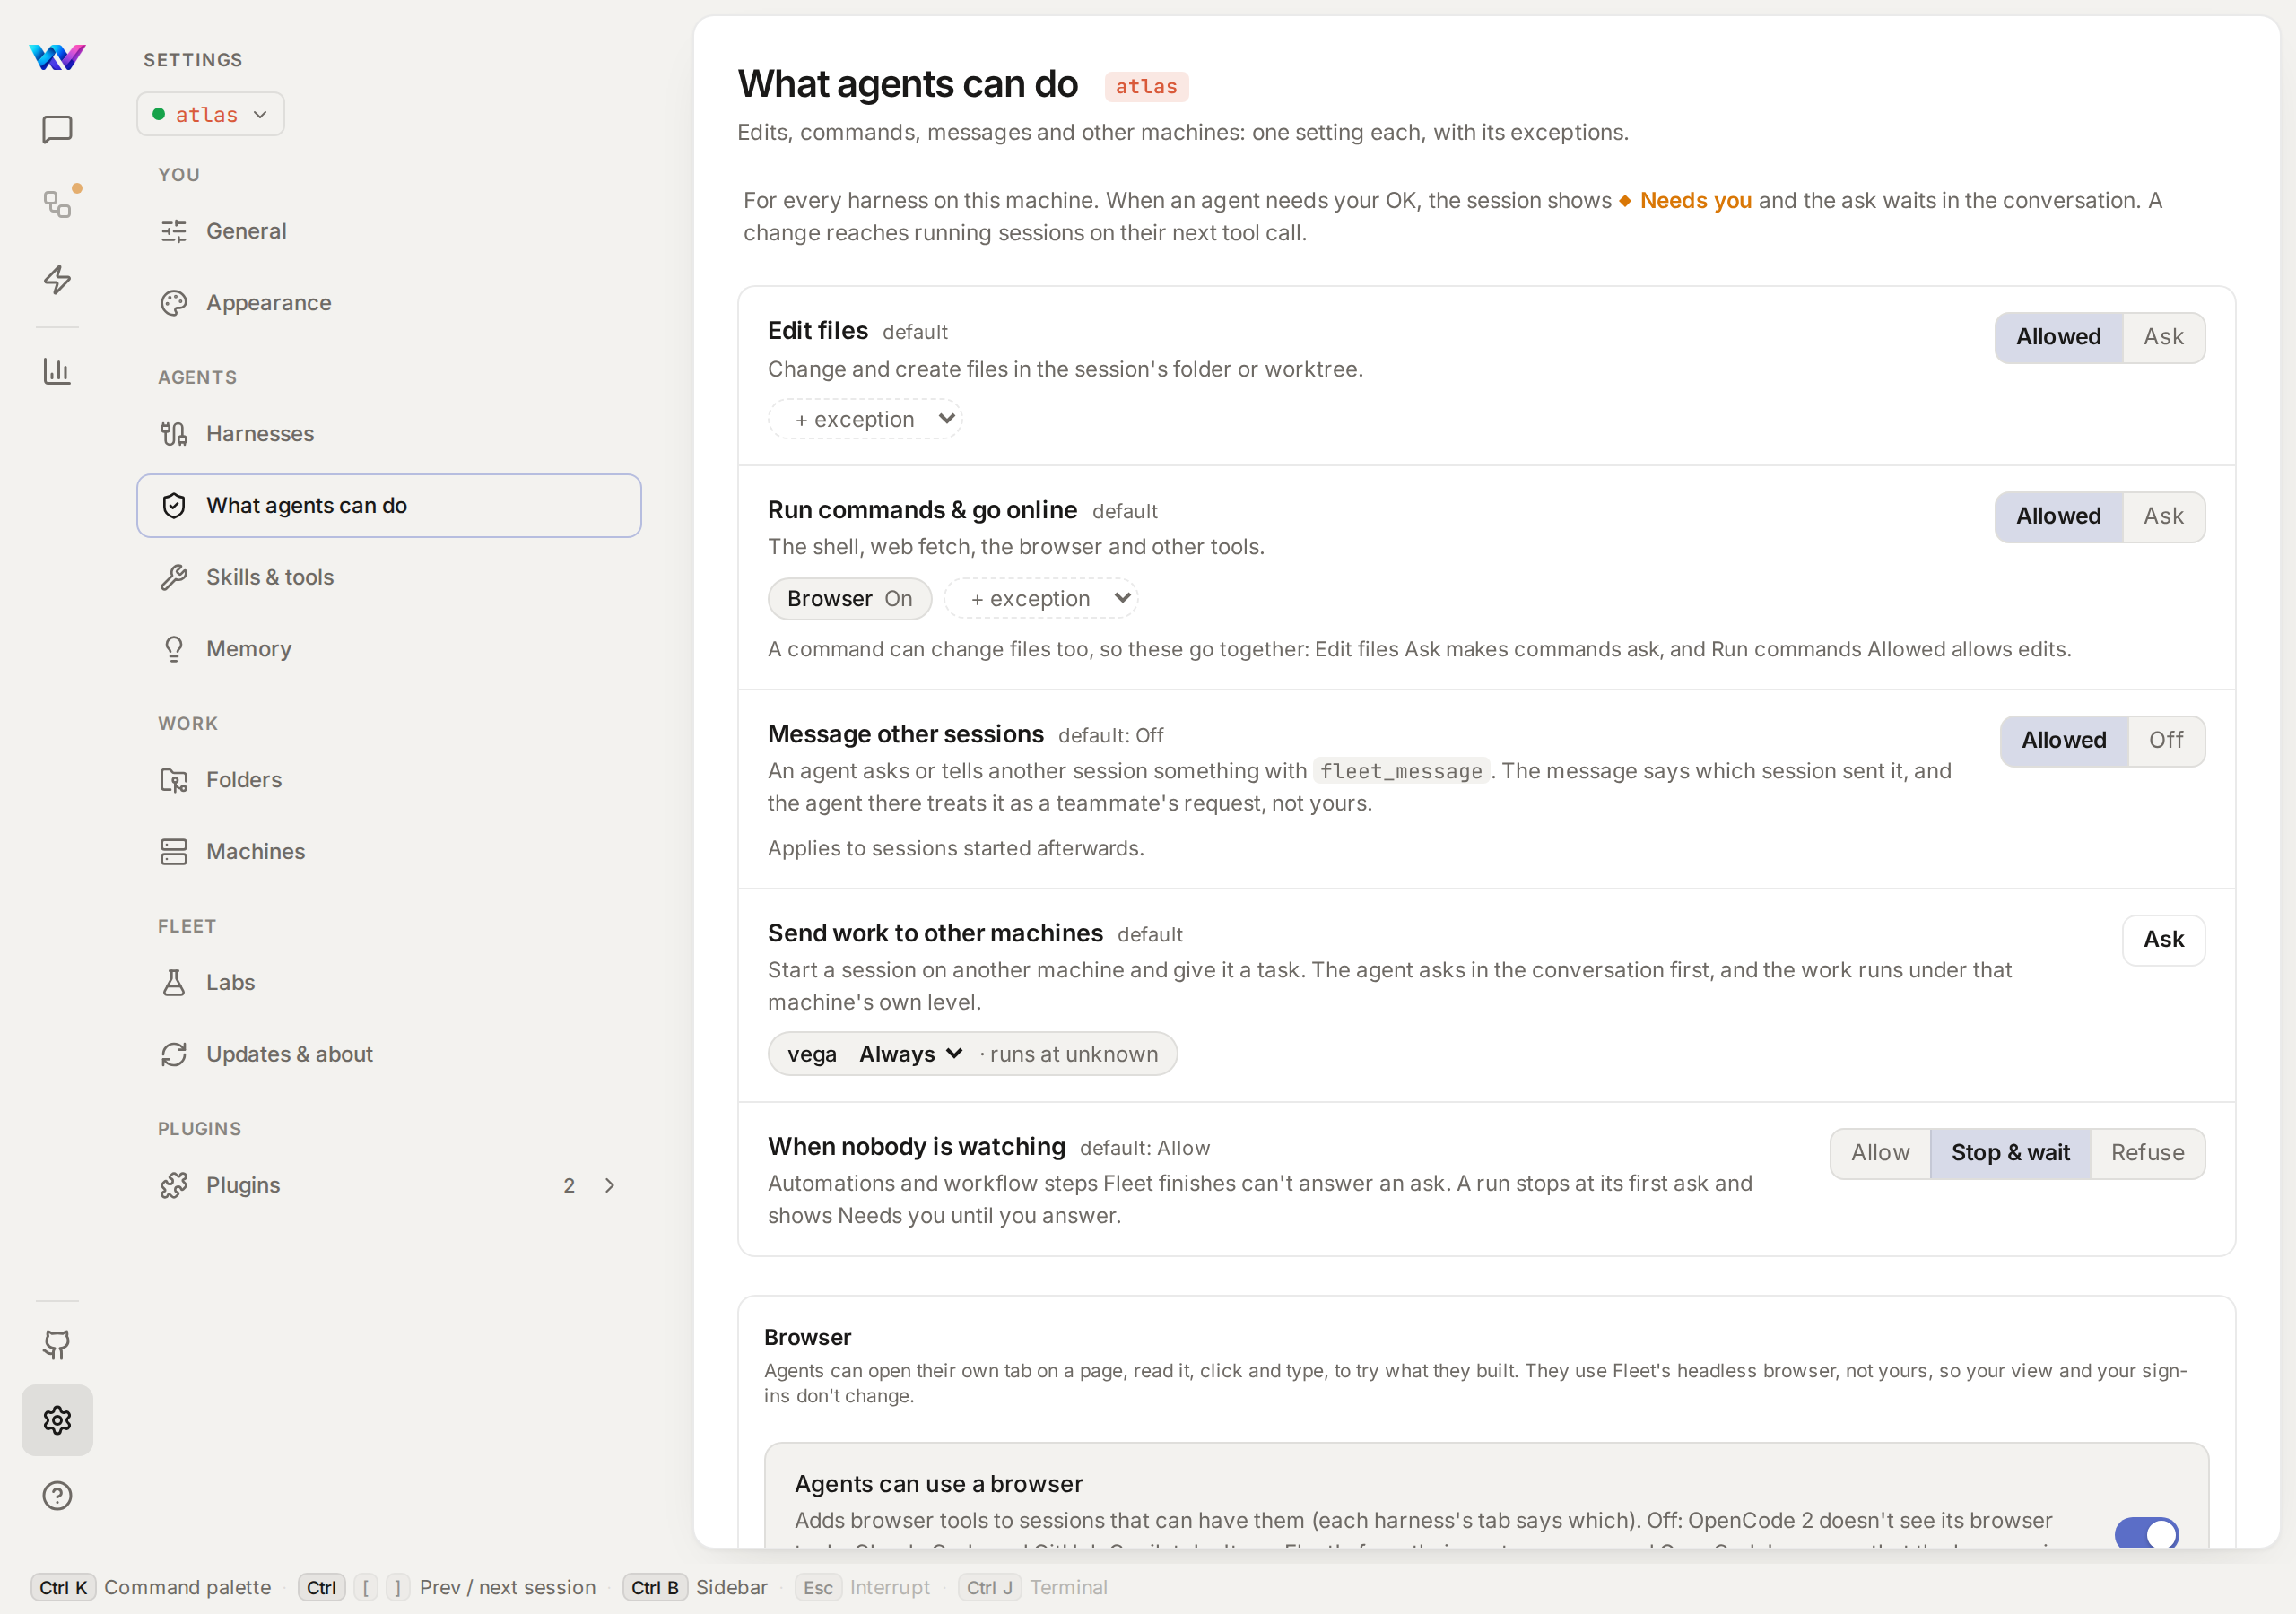 SETTINGS
atlas
YOU
General
Appearance
AGENTS
Harnesses
What agents can do
Skills & tools
Memory
WORK
Folders
Machines
FLEET
Labs
Updates & about
PLUGINS
Plugins 2
What agents can do atlas
Edits, commands, messages and other machines: one setting each, with its exceptions.
For every harness on this machine. When an agent needs your OK, the session shows ◆ Needs you and the ask waits in the conversation. A
change reaches running sessions on their next tool call.
Edit files default
Allowed Ask
Change and create files in the session's folder or worktree.
+ exception
Run commands & go online default
Allowed Ask
The shell, web fetch, the browser and other tools.
Browser On + exception
A command can change files too, so these go together: Edit files Ask makes commands ask, and Run commands Allowed allows edits.
Message other sessions default: Off
Allowed Off
An agent asks or tells another session something with fleet_message. The message says which session sent it, and
the agent there treats it as a teammate's request, not yours.
Applies to sessions started afterwards.
Send work to other machines default
Ask
Start a session on another machine and give it a task. The agent asks in the conversation first, and the work runs under that
machine's own level.
vega Always · runs at unknown
When nobody is watching default: Allow
Allow Stop & wait Refuse
Automations and workflow steps Fleet finishes can't answer an ask. A run stops at its first ask and
shows Needs you until you answer.
Browser
Agents can open their own tab on a page, read it, click and type, to try what they built. They use Fleet's headless browser, not yours, so your view and your sign-
ins don't change.
Agents can use a browser
Adds browser tools to sessions that can have them (each harness's tab says which). Off: OpenCode 2 doesn't see its browser
Ctrl K Command palette · Ctrl [ ] Prev / next session · Ctrl B Sidebar · Esc Interrupt · Ctrl J Terminal